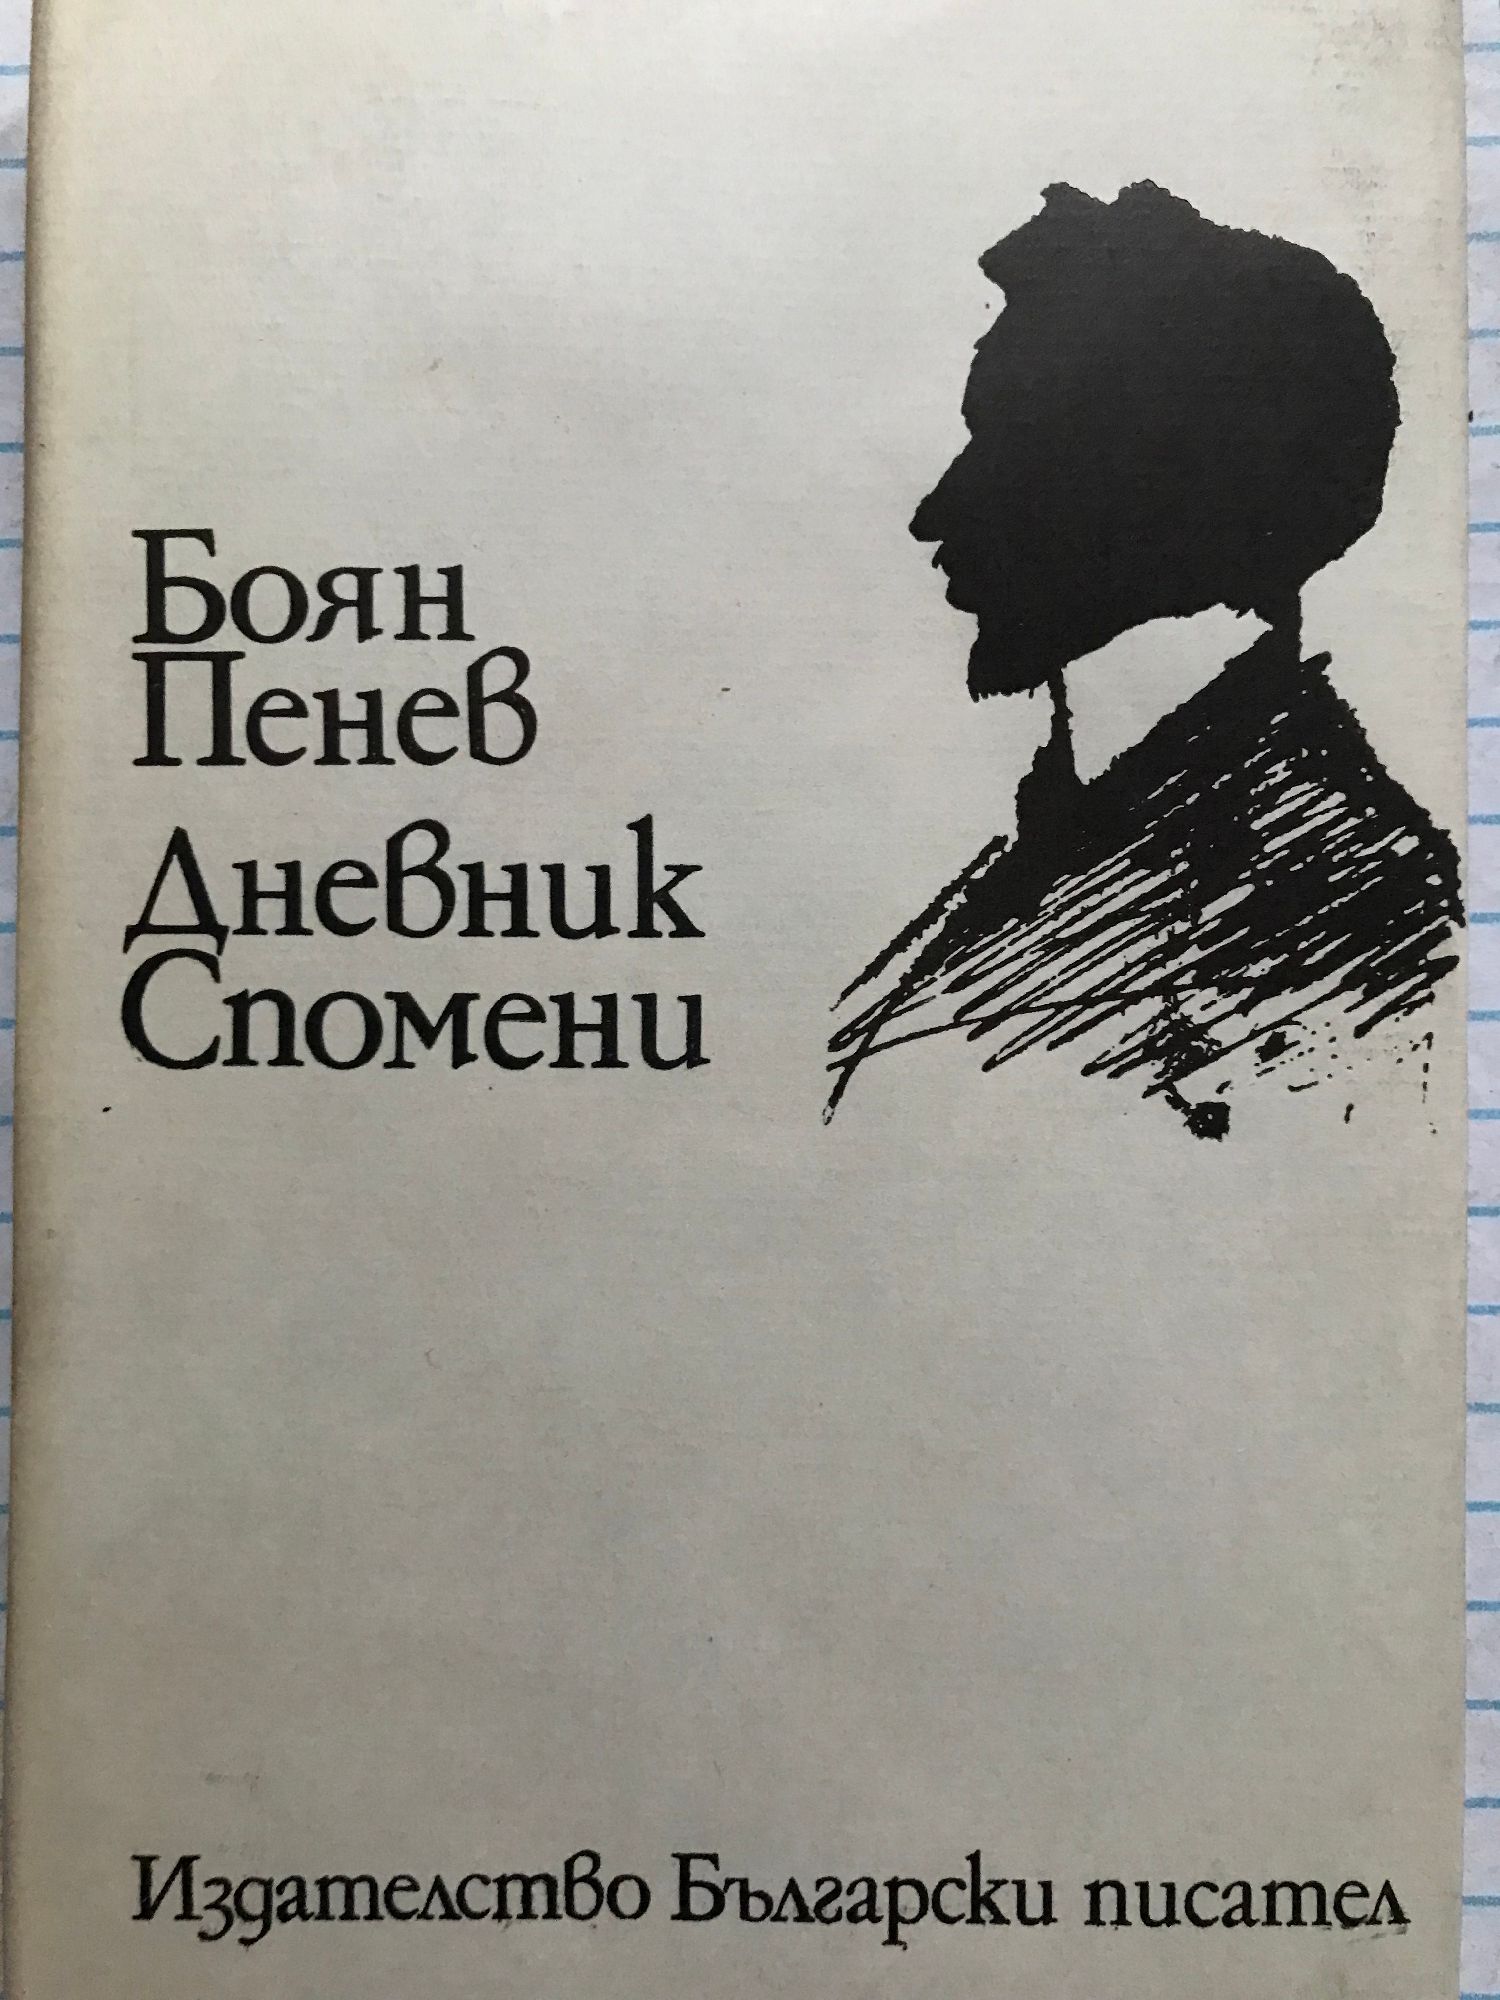 Боян
Пенев
Дневник
Спомени
Издателство Български писател